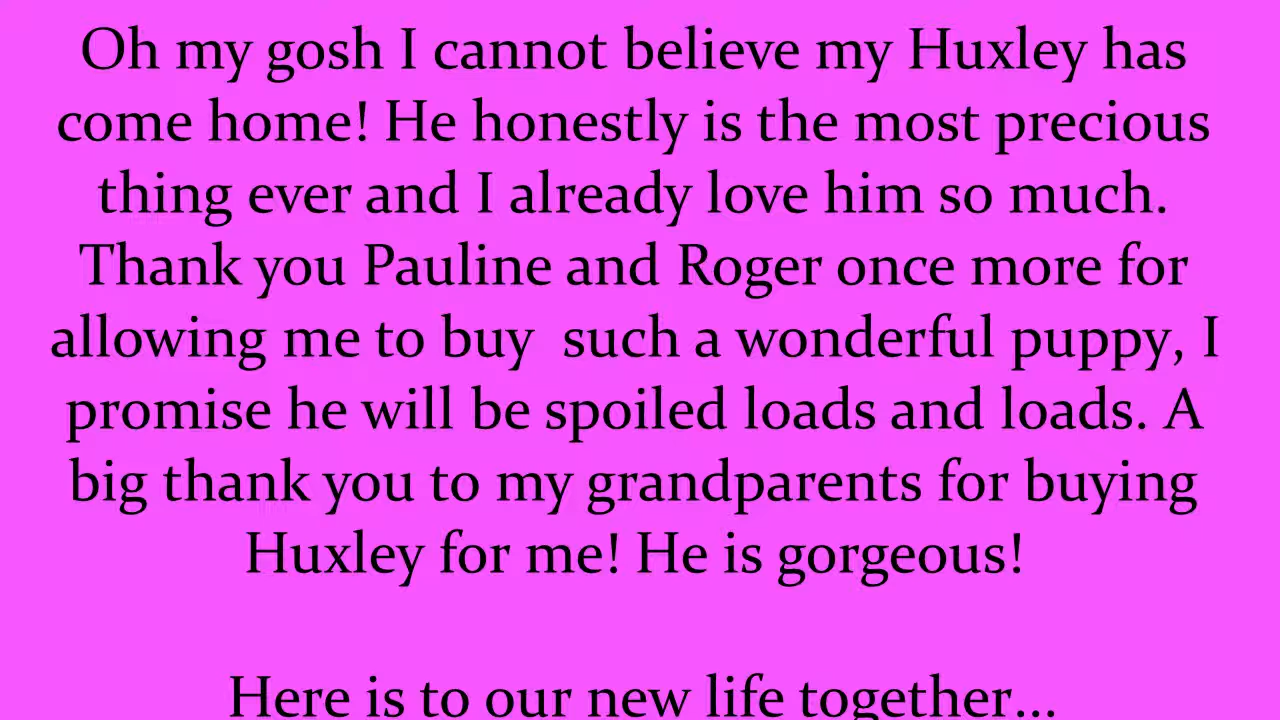 Oh my gosh I cannot believe my Huxley has
come home! He honestly is the most precious
thing ever and I already love him so much.
Thank you Pauline and Roger once more for
allowing me to buy  such a wonderful puppy, I
promise he will be spoiled loads and loads. A
big thank you to my grandparents for buying
Huxley for me! He is gorgeous!
Here is to our new life together...